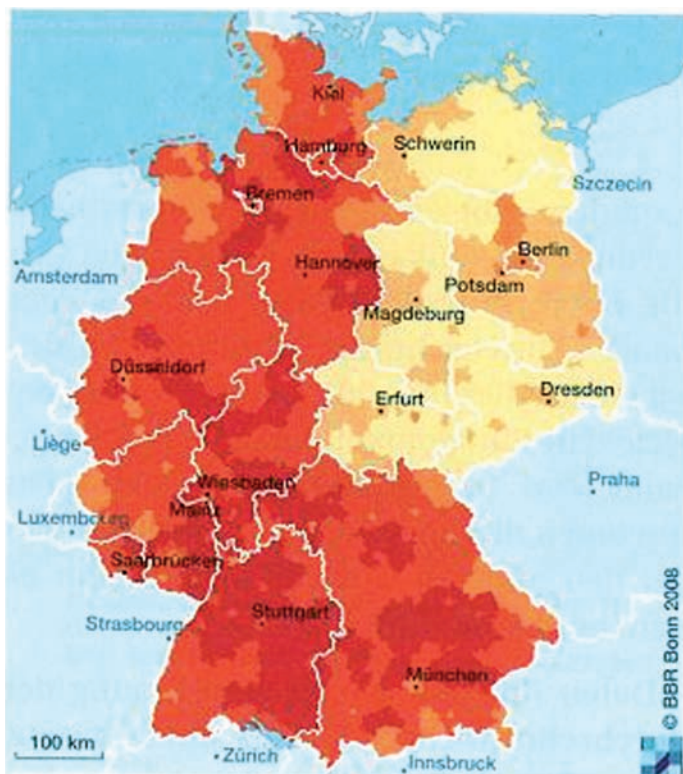 Kiel
Hamburg
Schwerin
Szczecin
Bremen
Amsterdam
Hannover
Berlin
Potsdam
Magdeburg
Düsseldorf
Erfurt
Dresden
Liège
Wiesbaden
Praha
Mainz
Luxembourg
Saarbrücken
Strasbourg
Stuttgart
München
© BBR Bonn 2008
100 km
Zürich
Innsbruck